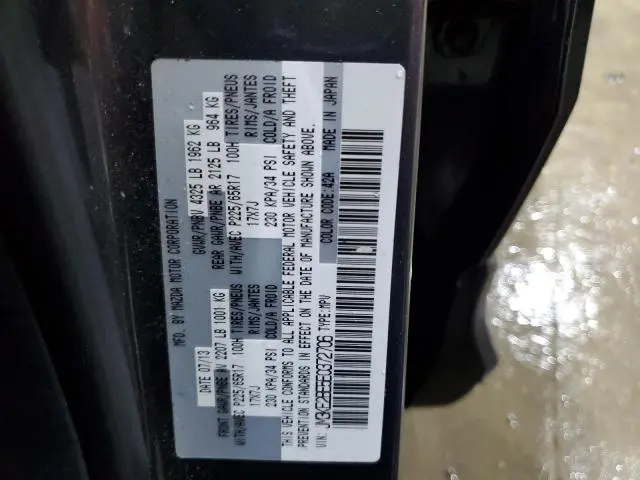 MFD. BY MAZDA MOTOR CORPORATION
DATE 07/13 GVWR/PNBV 4325 LB 1962 KG
FRONT GAWR/PNBE AV 2207 LB 1001 KG REAR GAWR/PNBE AR 2125 LB 964 KG
WITH/AVEC P225/65R17 100H TIRES/PNEUS WITH/AVEC P225/65R17 100H TIRES/PNEUS
17X7J RIMS/JANTES 17X7J RIMS/JANTES
230 KPA/34 PSI COLD/A FROID 230 KPA/34 PSI COLD/A FROID
THIS VEHICLE CONFORMS TO ALL APPLICABLE FEDERAL MOTOR VEHICLE SAFETY AND THEFT
PREVENTION STANDARDS IN EFFECT ON THE DATE OF MANUFACTURE SHOWN ABOVE.
VIN: TYPE: MPV COLOR CODE: 42A MADE IN JAPAN